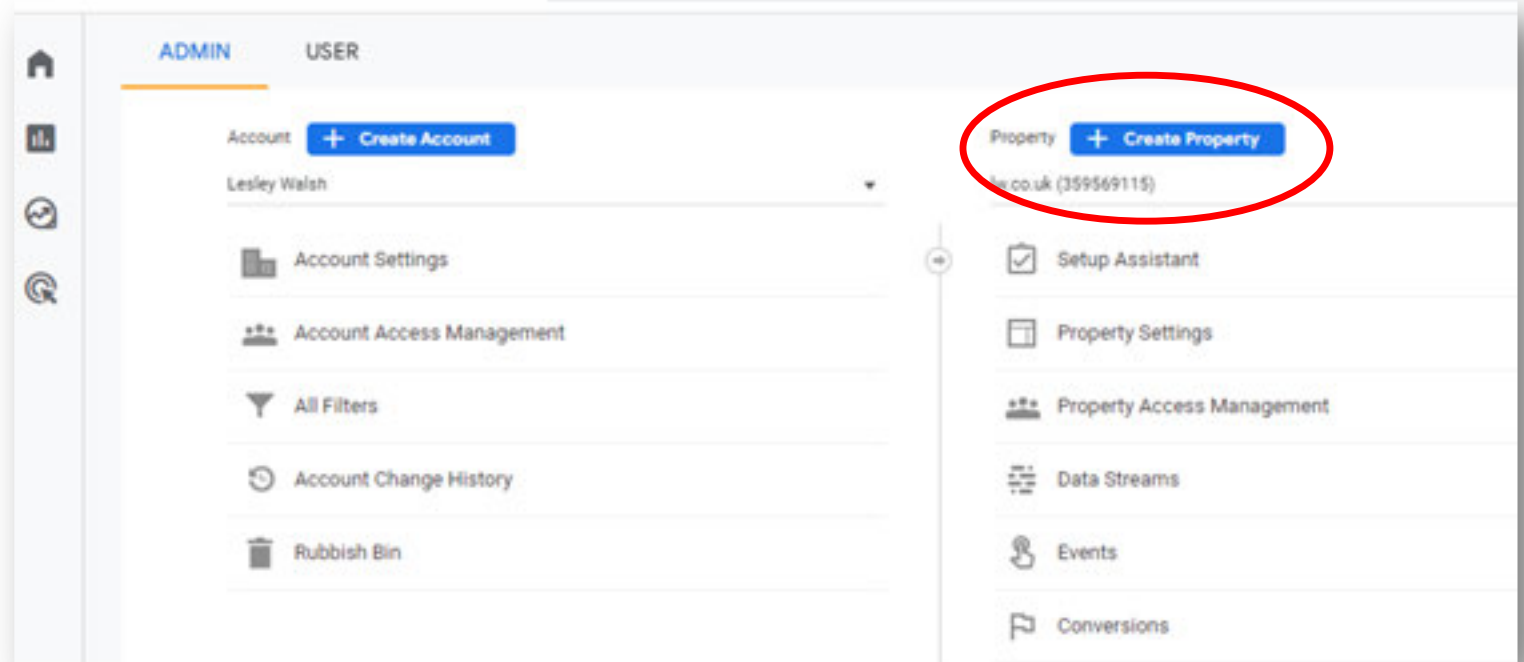 ADMIN USER
Account + Create Account
Lesley Walsh
Account Settings
Account Access Management
All Filters
Account Change History
Rubbish Bin
Property + Create Property
lw.co.uk (359569115)
Setup Assistant
Property Settings
Property Access Management
Data Streams
Events
Conversions